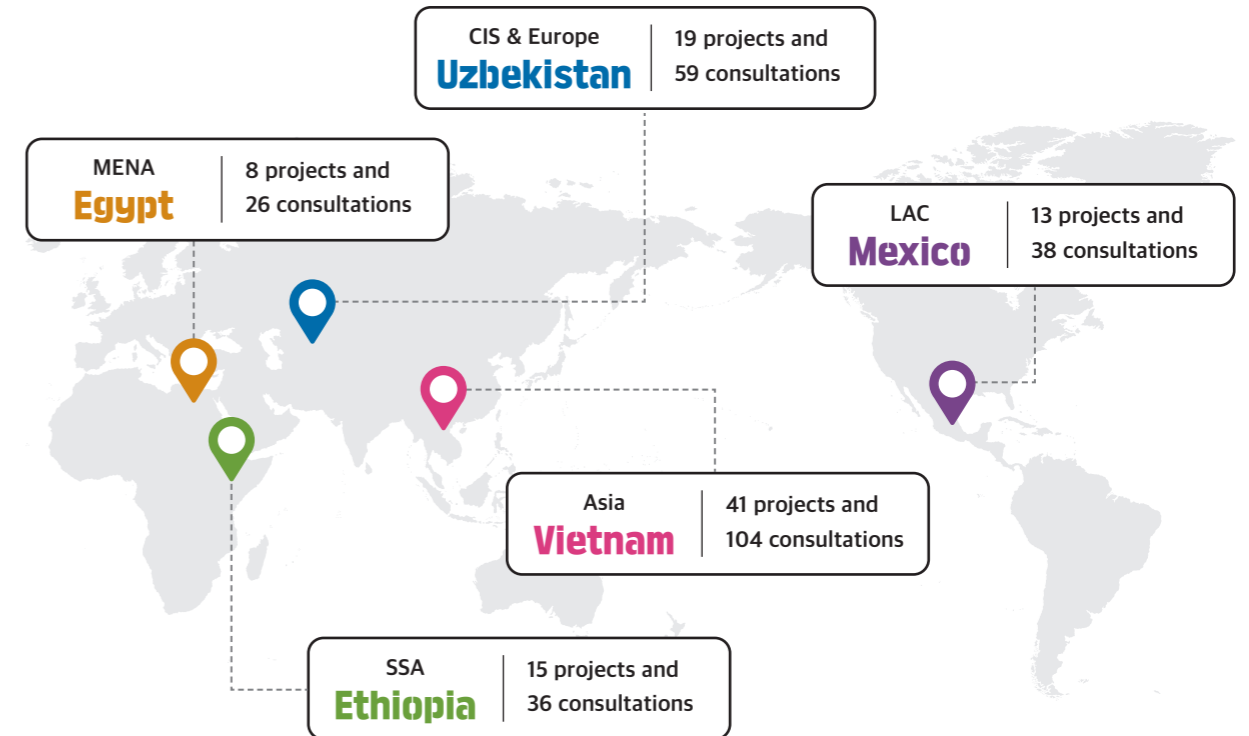 CIS & Europe
Uzbekistan
19 projects and
59 consultations
MENA
Egypt
8 projects and
26 consultations
LAC
Mexico
13 projects and
38 consultations
Asia
Vietnam
41 projects and
104 consultations
SSA
Ethiopia
15 projects and
36 consultations